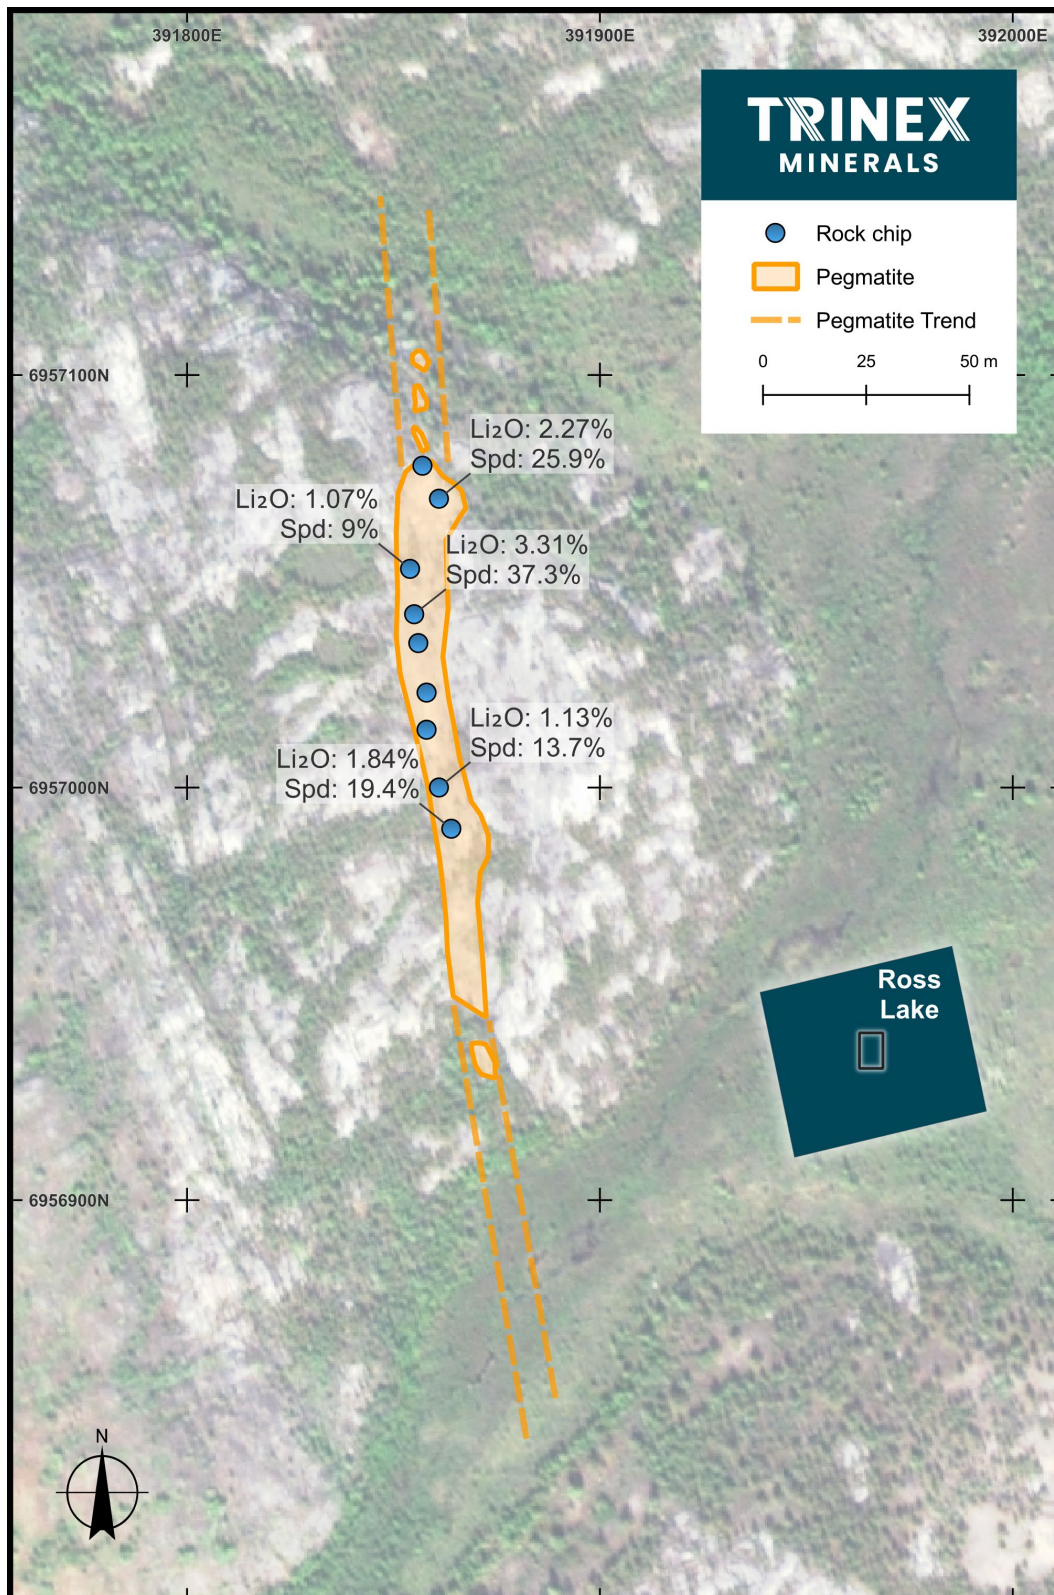 391800E
391900E
392000E
TRINEX
MINERALS
Rock chip
Pegmatite
Pegmatite Trend
0 25 50 m
6957100N
Li₂O: 2.27%
Spd: 25.9%
Li₂O: 1.07%
Spd: 9%
Li₂O: 3.31%
Spd: 37.3%
Li₂O: 1.13%
Spd: 13.7%
Li₂O: 1.84%
Spd: 19.4%
6957000N
Ross
Lake
6956900N
N